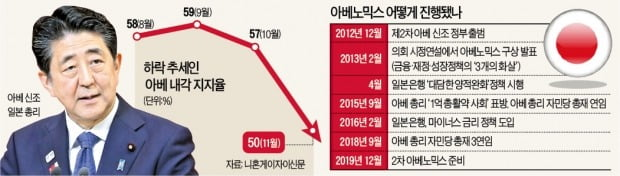 58(8월)
59(9월)
57(10월)
하락 추세인
아베 내각 지지율
(단위:%)
50(11월)
자료: 니혼게이자이신문
아베 신조
일본 총리
아베노믹스 어떻게 진행됐나
2012년 12월 제2차 아베 신조 정부 출범
2013년 2월 의회 시정연설에서 아베노믹스 구상 발표
(금융·재정·성장정책의 '3개의 화살')
4월 일본은행 '대담한 양적완화' 정책 시행
2015년 9월 아베 총리 '1억 총활약 사회' 표방, 아베 총리 자민당 총재 연임
2016년 2월 일본은행, 마이너스 금리 정책 도입
2018년 9월 아베 총리 자민당 총재 3연임
2019년 12월 2차 아베노믹스 준비